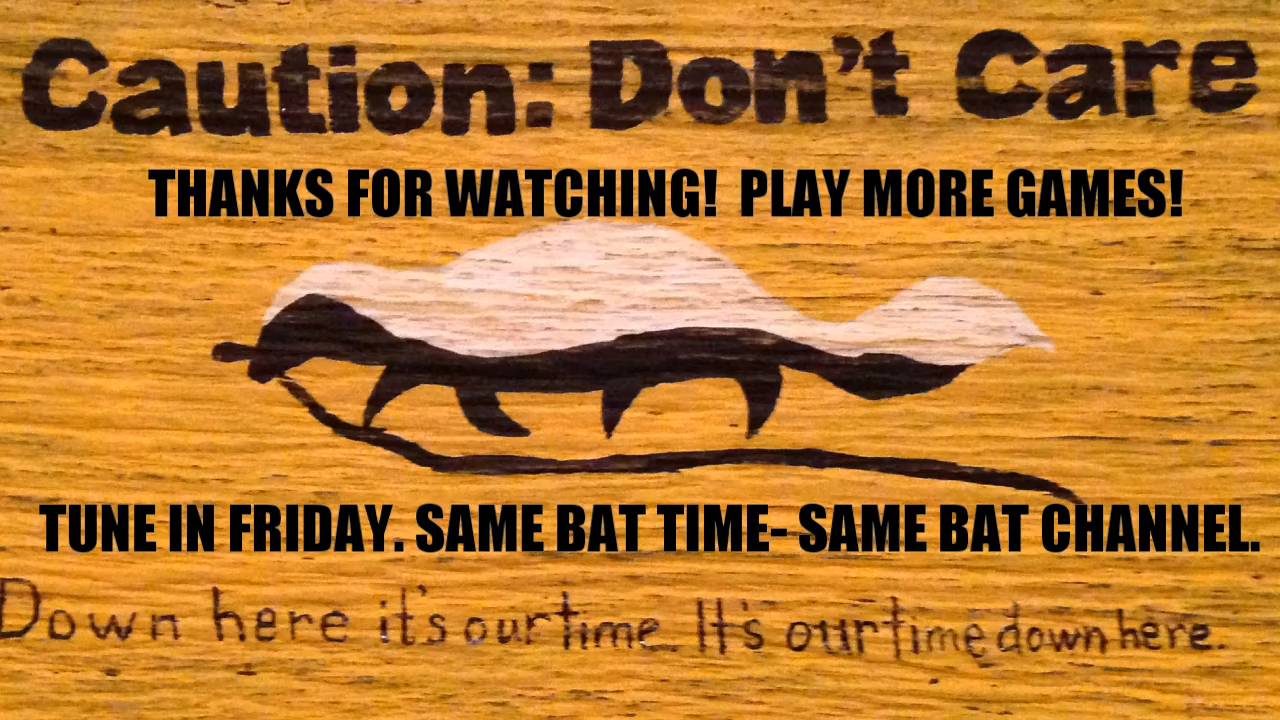 Caution: Don't Care
THANKS FOR WATCHING! PLAY MORE GAMES!
TUNE IN FRIDAY. SAME BAT TIME- SAME BAT CHANNEL.
Down here it's our time. It's our time down here.